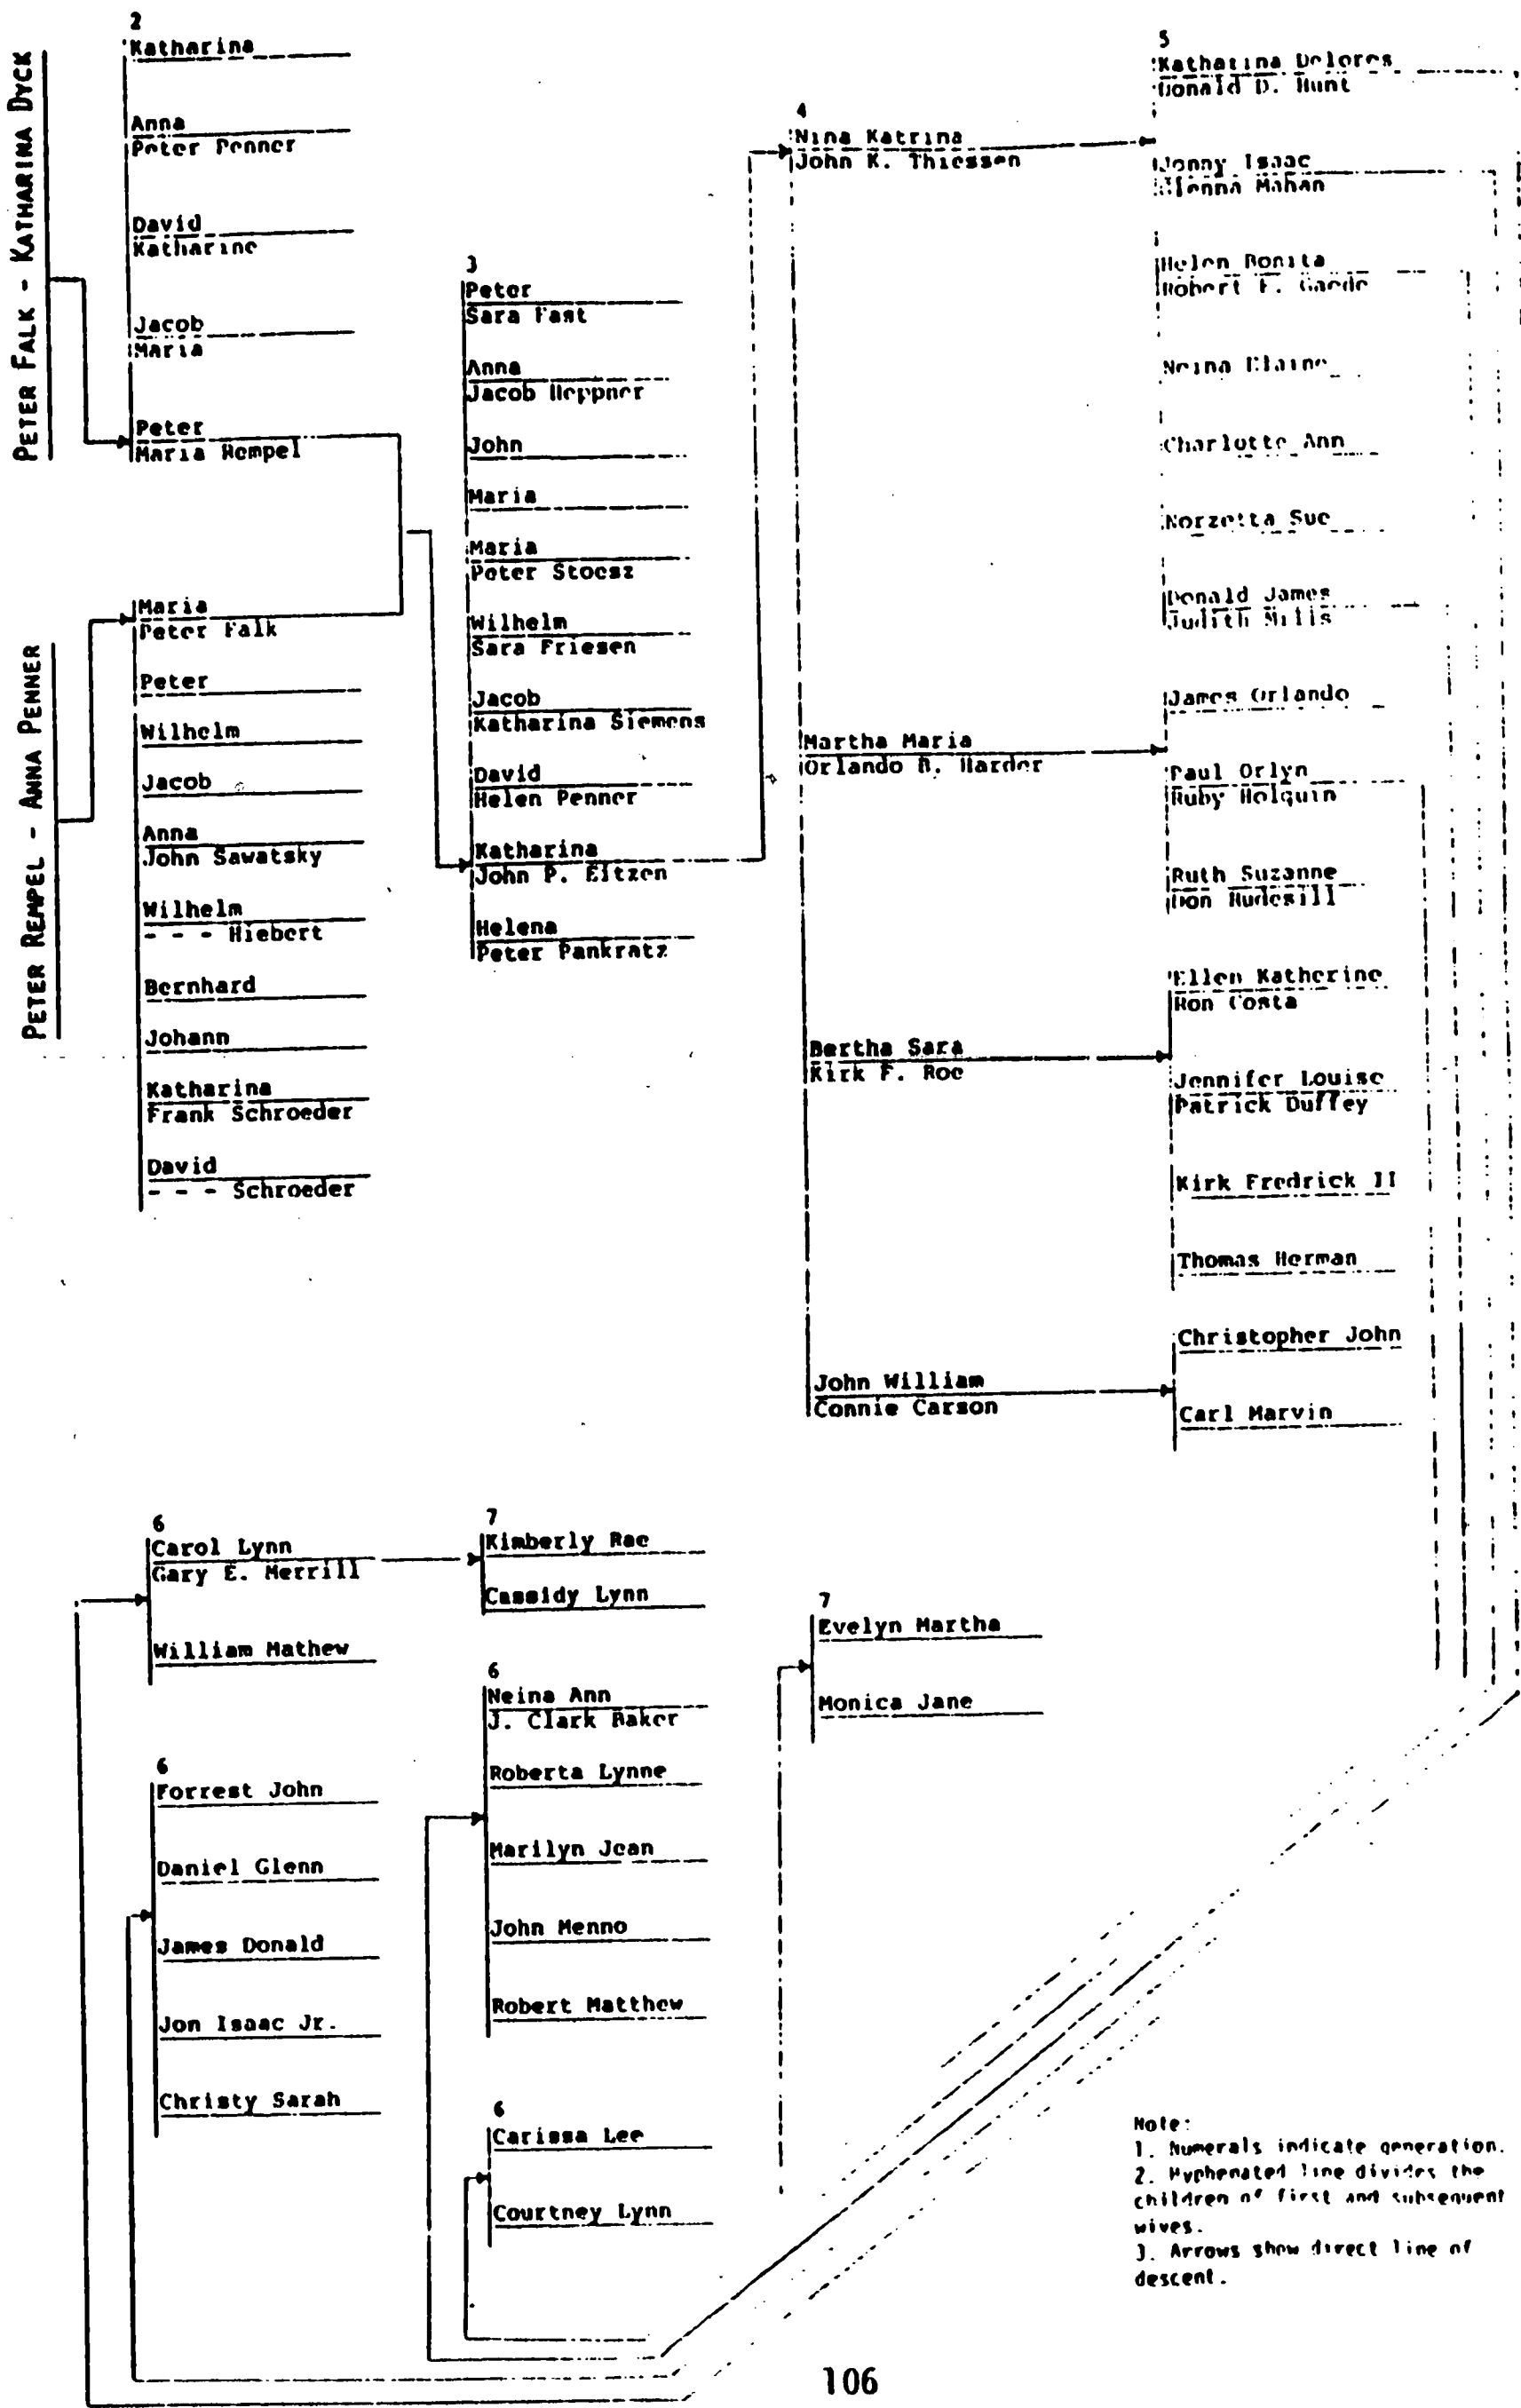 PETER FALK - KATHARINA DYCK
2
Katharina
Anna
Peter Penner
David
Katharine
Jacob
Maria
Peter
Maria Rempel
PETER REMPEL - ANNA PENNER
Maria
Peter Falk
Peter
Wilhelm
Jacob
Anna
John Sawatsky
Wilhelm
- - - Hiebert
Bernhard
Johann
Katharina
Frank Schroeder
David
- - - Schroeder
3
Peter
Sara Fast
Anna
Jacob Heppner
John
Maria
Maria
Peter Stoesz
Wilhelm
Sara Friesen
Jacob
Katharina Siemens
David
Helen Penner
Katharina
John P. Eitzen
Helena
Peter Pankratz
4
Nina Katrina
John K. Thiessen
Martha Maria
Orlando R. Harder
Bertha Sara
Kirk F. Roe
John William
Connie Carson
5
Katharina Delores
Donald D. Hunt
Jonny Isaac
Glenna Mahan
Helen Bonita
Robert F. Gaede
Neina Elaine
Charlotte Ann
Norzetta Sue
Donald James
Judith Mills
James Orlando
Paul Orlyn
Ruby Holguin
Ruth Suzanne
Don Rudesill
Ellen Katherine
Ron Costa
Jennifer Louise
Patrick Duffey
Kirk Fredrick II
Thomas Herman
Christopher John
Carl Marvin
6
Carol Lynn
Gary E. Merrill
William Mathew
7
Kimberly Rae
Cassidy Lynn
6
Forrest John
Daniel Glenn
James Donald
Jon Isaac Jr.
Christy Sarah
6
Neina Ann
J. Clark Baker
Roberta Lynne
Marilyn Jean
John Menno
Robert Matthew
6
Carissa Lee
Courtney Lynn
7
Evelyn Martha
Monica Jane
Note:
1. Numerals indicate generation.
2. Hyphenated line divides the
children of first and subsequent
wives.
3. Arrows show direct line of
descent.
106